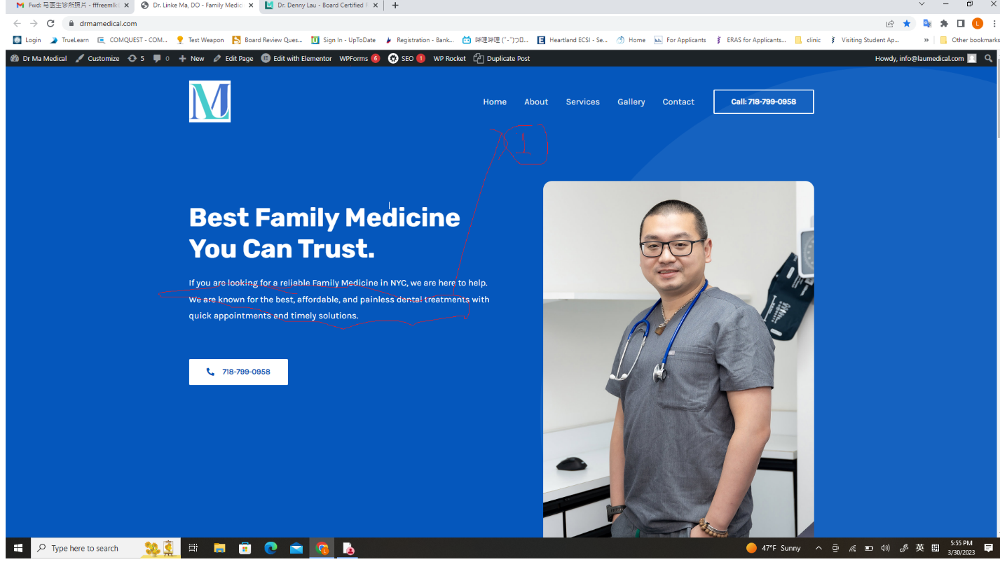 Fwd: 马医生诊所照片 - fffreemlk
Dr. Linke Ma, DO - Family Medic
Dr. Denny Lau - Board Certified
drmamedical.com
L
Login
TrueLearn
COMQUEST - COM...
Test Weapon
Board Review Ques...
Sign In - UpToDate
Registration - Bank...
Heartland ECSI - Se...
Home
For Applicants
ERAS for Applicants...
clinic
Visiting Student Ap...
»
Other bookmarks
Dr Ma Medical
Customize
5
0
New
Edit Page
Edit with Elementor
WPForms 6
SEO 1
WP Rocket
Duplicate Post
Howdy, info@laumedical.com
Home
About
Services
Gallery
Contact
Call: 718-799-0958
1
Best Family Medicine
You Can Trust.
If you are looking for a reliable Family Medicine in NYC, we are here to help.
We are known for the best, affordable, and painless dental treatments with
quick appointments and timely solutions.
718-799-0958
Type here to search
47°F Sunny
英
拼
5:55 PM
3/30/2023